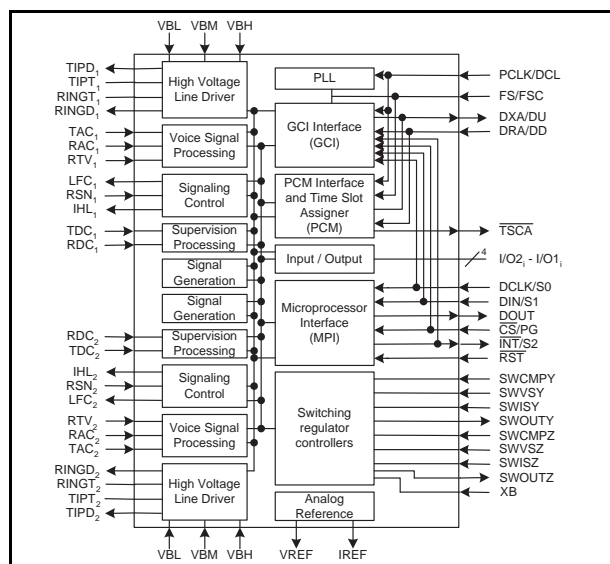 VBL VBM VBH
TIPD1
TIPT1
RINGT1
RINGD1
TAC1
RAC1
RTV1
LFC1
RSN1
IHL1
TDC1
RDC1
RDC2
TDC2
IHL2
RSN2
LFC2
RTV2
RAC2
TAC2
RINGD2
RINGT2
TIPT2
TIPD2
VBL VBM VBH
High Voltage
Line Driver
Voice Signal
Processing
Signaling
Control
Supervision
Processing
Signal
Generation
Signal
Generation
Supervision
Processing
Signaling
Control
Voice Signal
Processing
High Voltage
Line Driver
PLL
GCI Interface
(GCI)
PCM Interface
and Time Slot
Assigner
(PCM)
Input / Output
Microprocessor
Interface
(MPI)
Switching
regulator
controllers
Analog
Reference
VREF IREF
PCLK/DCL
FS/FSC
DXA/DU
DRA/DD
TSCA
4
I/O2i - I/O1i
DCLK/S0
DIN/S1
DOUT
CS/PG
INT/S2
RST
SWCMPY
SWVSY
SWISY
SWOUTY
SWCMPZ
SWVSZ
SWISZ
SWOUTZ
XB